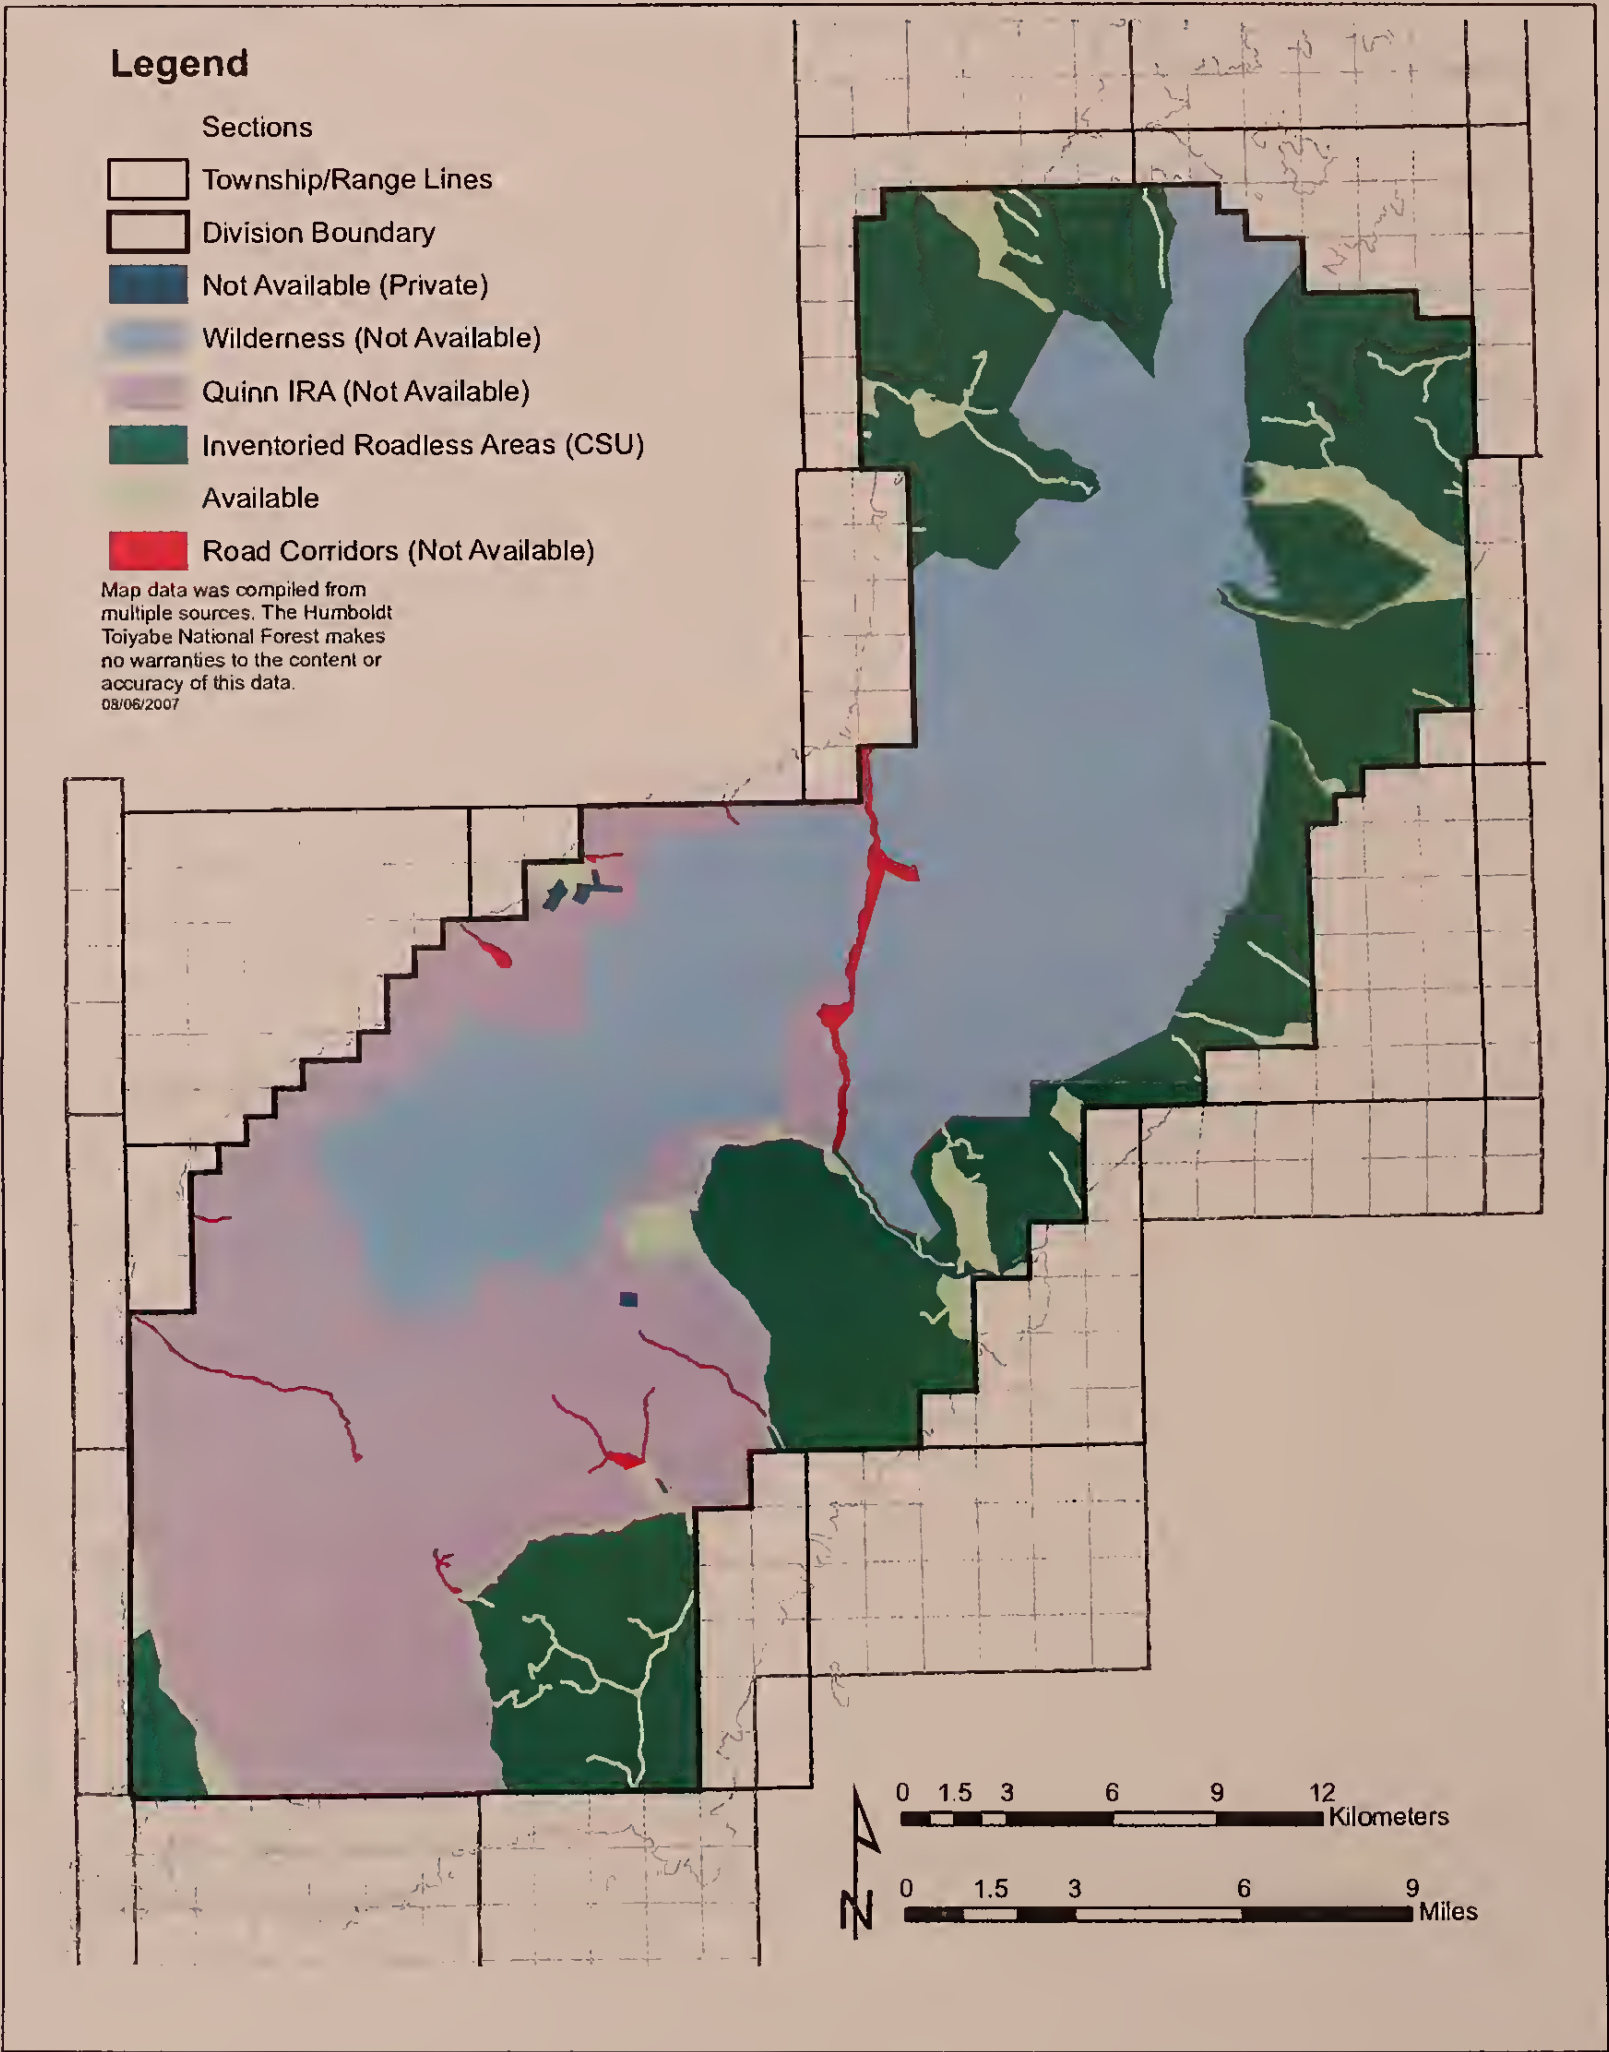 Legend
Sections
Township/Range Lines
Division Boundary
Not Available (Private)
Wilderness (Not Available)
Quinn IRA (Not Available)
Inventoried Roadless Areas (CSU)
Available
Road Corridors (Not Available)
Map data was compiled from
multiple sources. The Humboldt
Toiyabe National Forest makes
no warranties to the content or
accuracy of this data.
08/06/2007
0 1.5 3 6 9 12
Kilometers
N
0 1.5 3 6 9
Miles